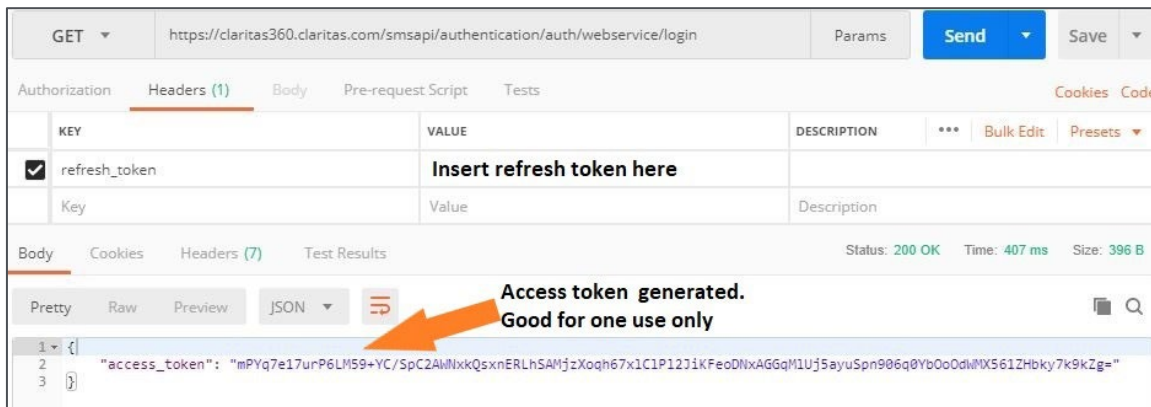 GET https://claritas360.claritas.com/smsapi/authentication/auth/webservice/login Params Send Save
Authorization Headers (1) Body Pre-request Script Tests Cookies Code
KEY VALUE DESCRIPTION ••• Bulk Edit Presets
refresh_token Insert refresh token here
Key Value Description
Body Cookies Headers (7) Test Results Status: 200 OK Time: 407 ms Size: 396 B
Pretty Raw Preview JSON
Access token generated.
Good for one use only
1 {
2 "access_token": "mPYq7e17urP6LM59+YC/SpC2AWNxkQsxnERLhSAMjzXoqh67x1C1P12JiKFeoDNxAGGqM1Uj5ayuSpn906q0YbOoOdWMX561ZHbky7k9kZg="
3 }